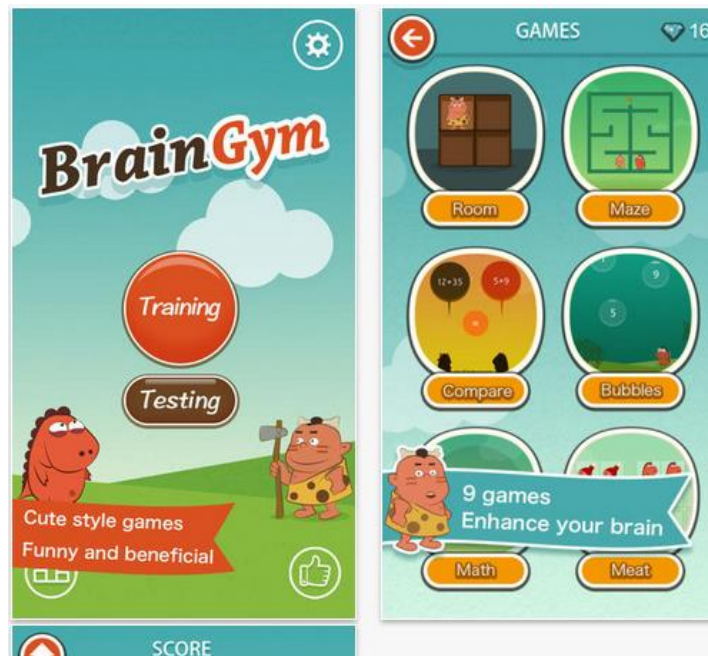 BrainGym
Training
Testing
Cute style games
Funny and beneficial
GAMES
16
Room
Maze
12+35
5+9
=
9
5
Compare
Bubbles
9 games
Enhance your brain
Math
Meat
SCORE